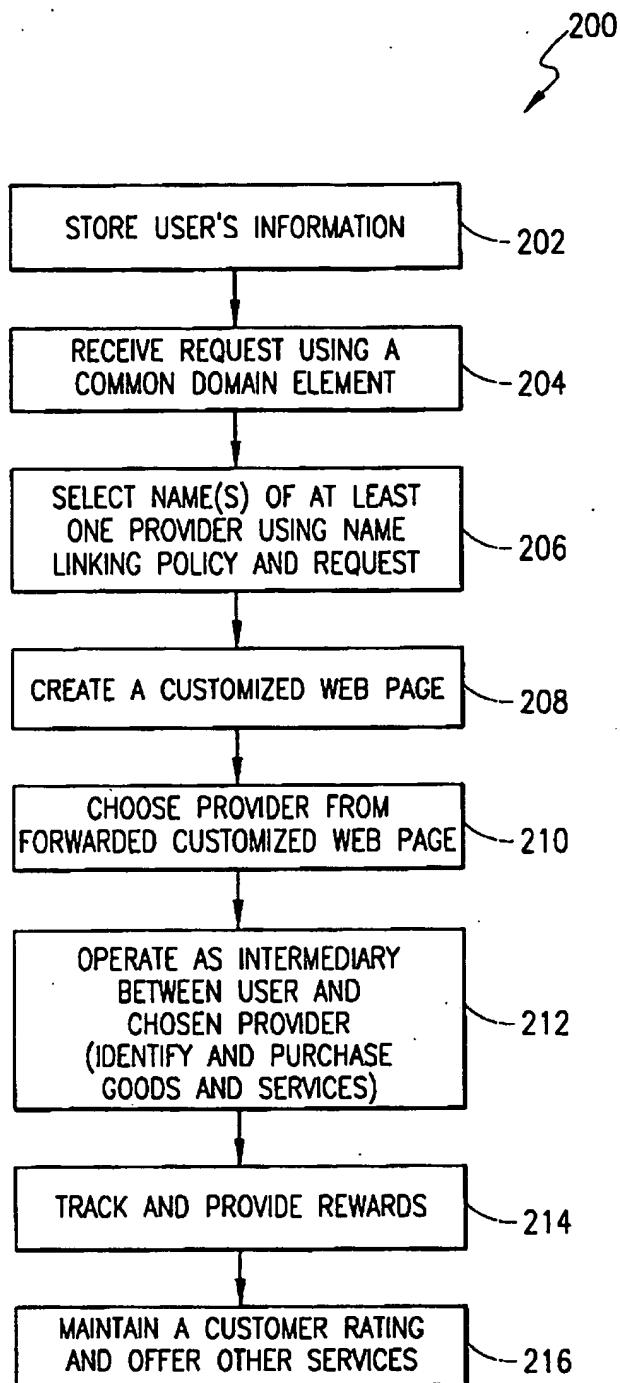 200
STORE USER'S INFORMATION
202
RECEIVE REQUEST USING A
COMMON DOMAIN ELEMENT
204
SELECT NAME(S) OF AT LEAST
ONE PROVIDER USING NAME
LINKING POLICY AND REQUEST
206
CREATE A CUSTOMIZED WEB PAGE
208
CHOOSE PROVIDER FROM
FORWARDED CUSTOMIZED WEB PAGE
210
OPERATE AS INTERMEDIARY
BETWEEN USER AND
CHOSEN PROVIDER
(IDENTIFY AND PURCHASE
GOODS AND SERVICES)
212
TRACK AND PROVIDE REWARDS
214
MAINTAIN A CUSTOMER RATING
AND OFFER OTHER SERVICES
216